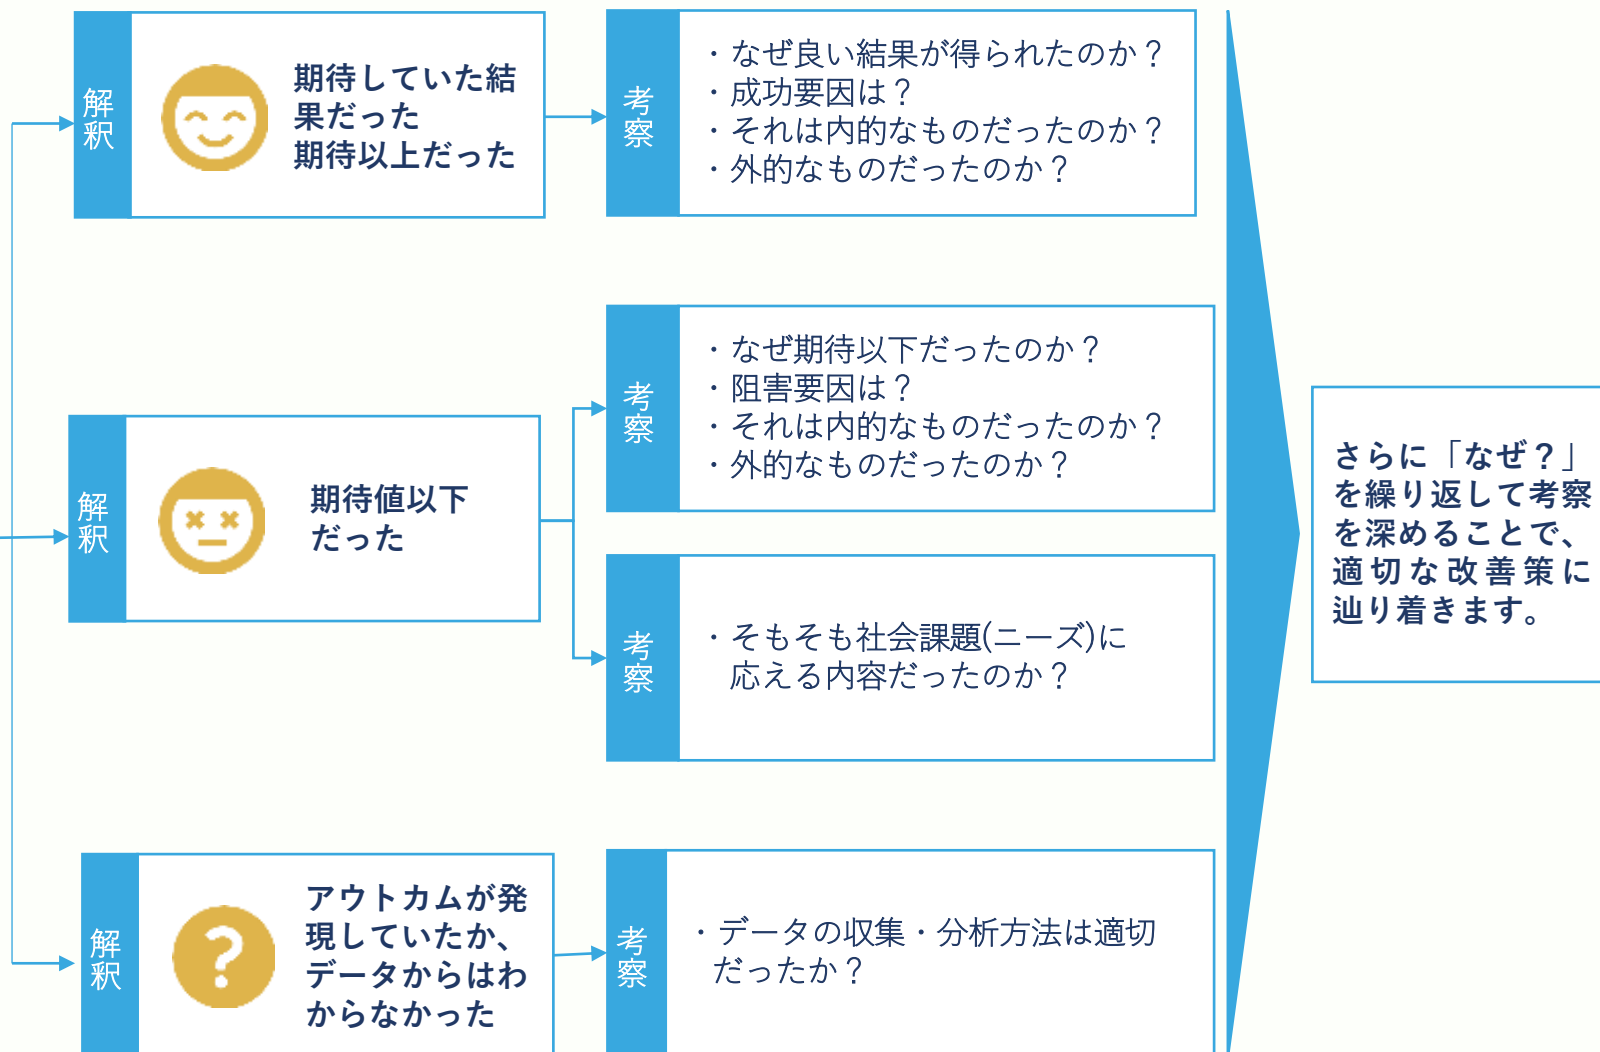 解釈
期待していた結
果だった
期待以上だった
考察
・なぜ良い結果が得られたのか？
・成功要因は？
・それは内的なものだったのか？
・外的なものだったのか？
解釈
期待値以下
だった
考察
・なぜ期待以下だったのか？
・阻害要因は？
・それは内的なものだったのか？
・外的なものだったのか？
考察
・そもそも社会課題(ニーズ)に
応える内容だったのか？
解釈
?
アウトカムが発
現していたか、
データからはわ
からなかった
考察
・データの収集・分析方法は適切
だったか？
さらに「なぜ？」
を繰り返して考察
を深めることで、
適切な改善策に
辿り着きます。